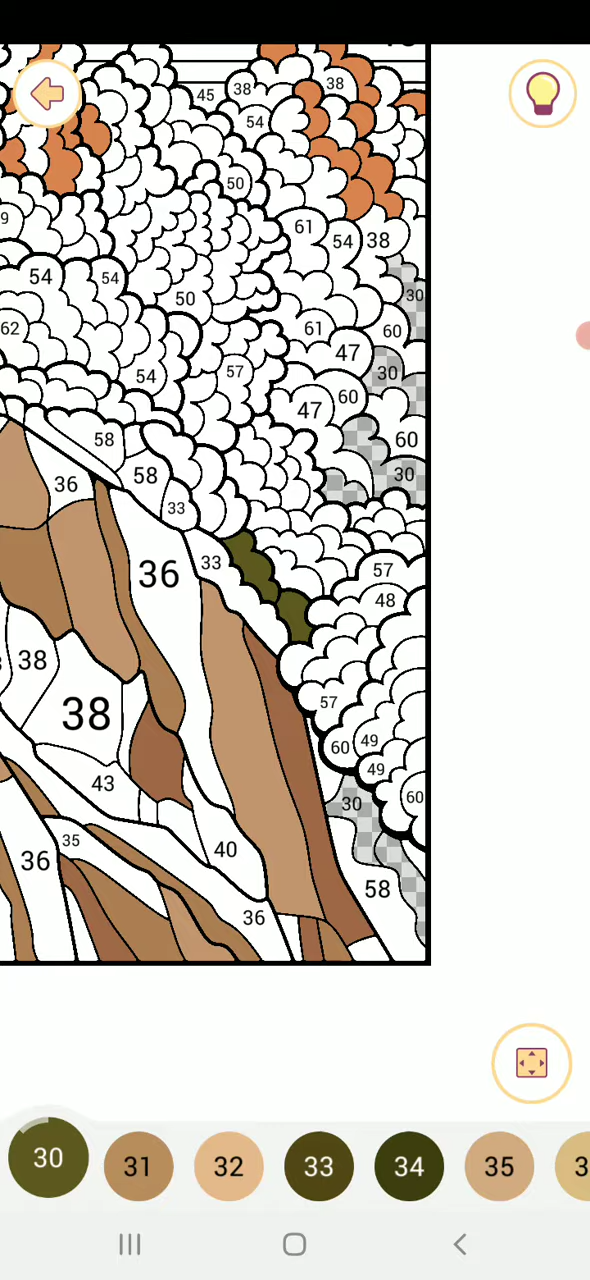 45 38 38
54
50
9 61 54 38
54 54 30
50
62 61 60
47
54 57 30
47 60
58 60
36 58 30
33
36 33 57
48
38
38 57
60 49
43 49
30 60
35
36 40
58
36
30 31 32 33 34 35